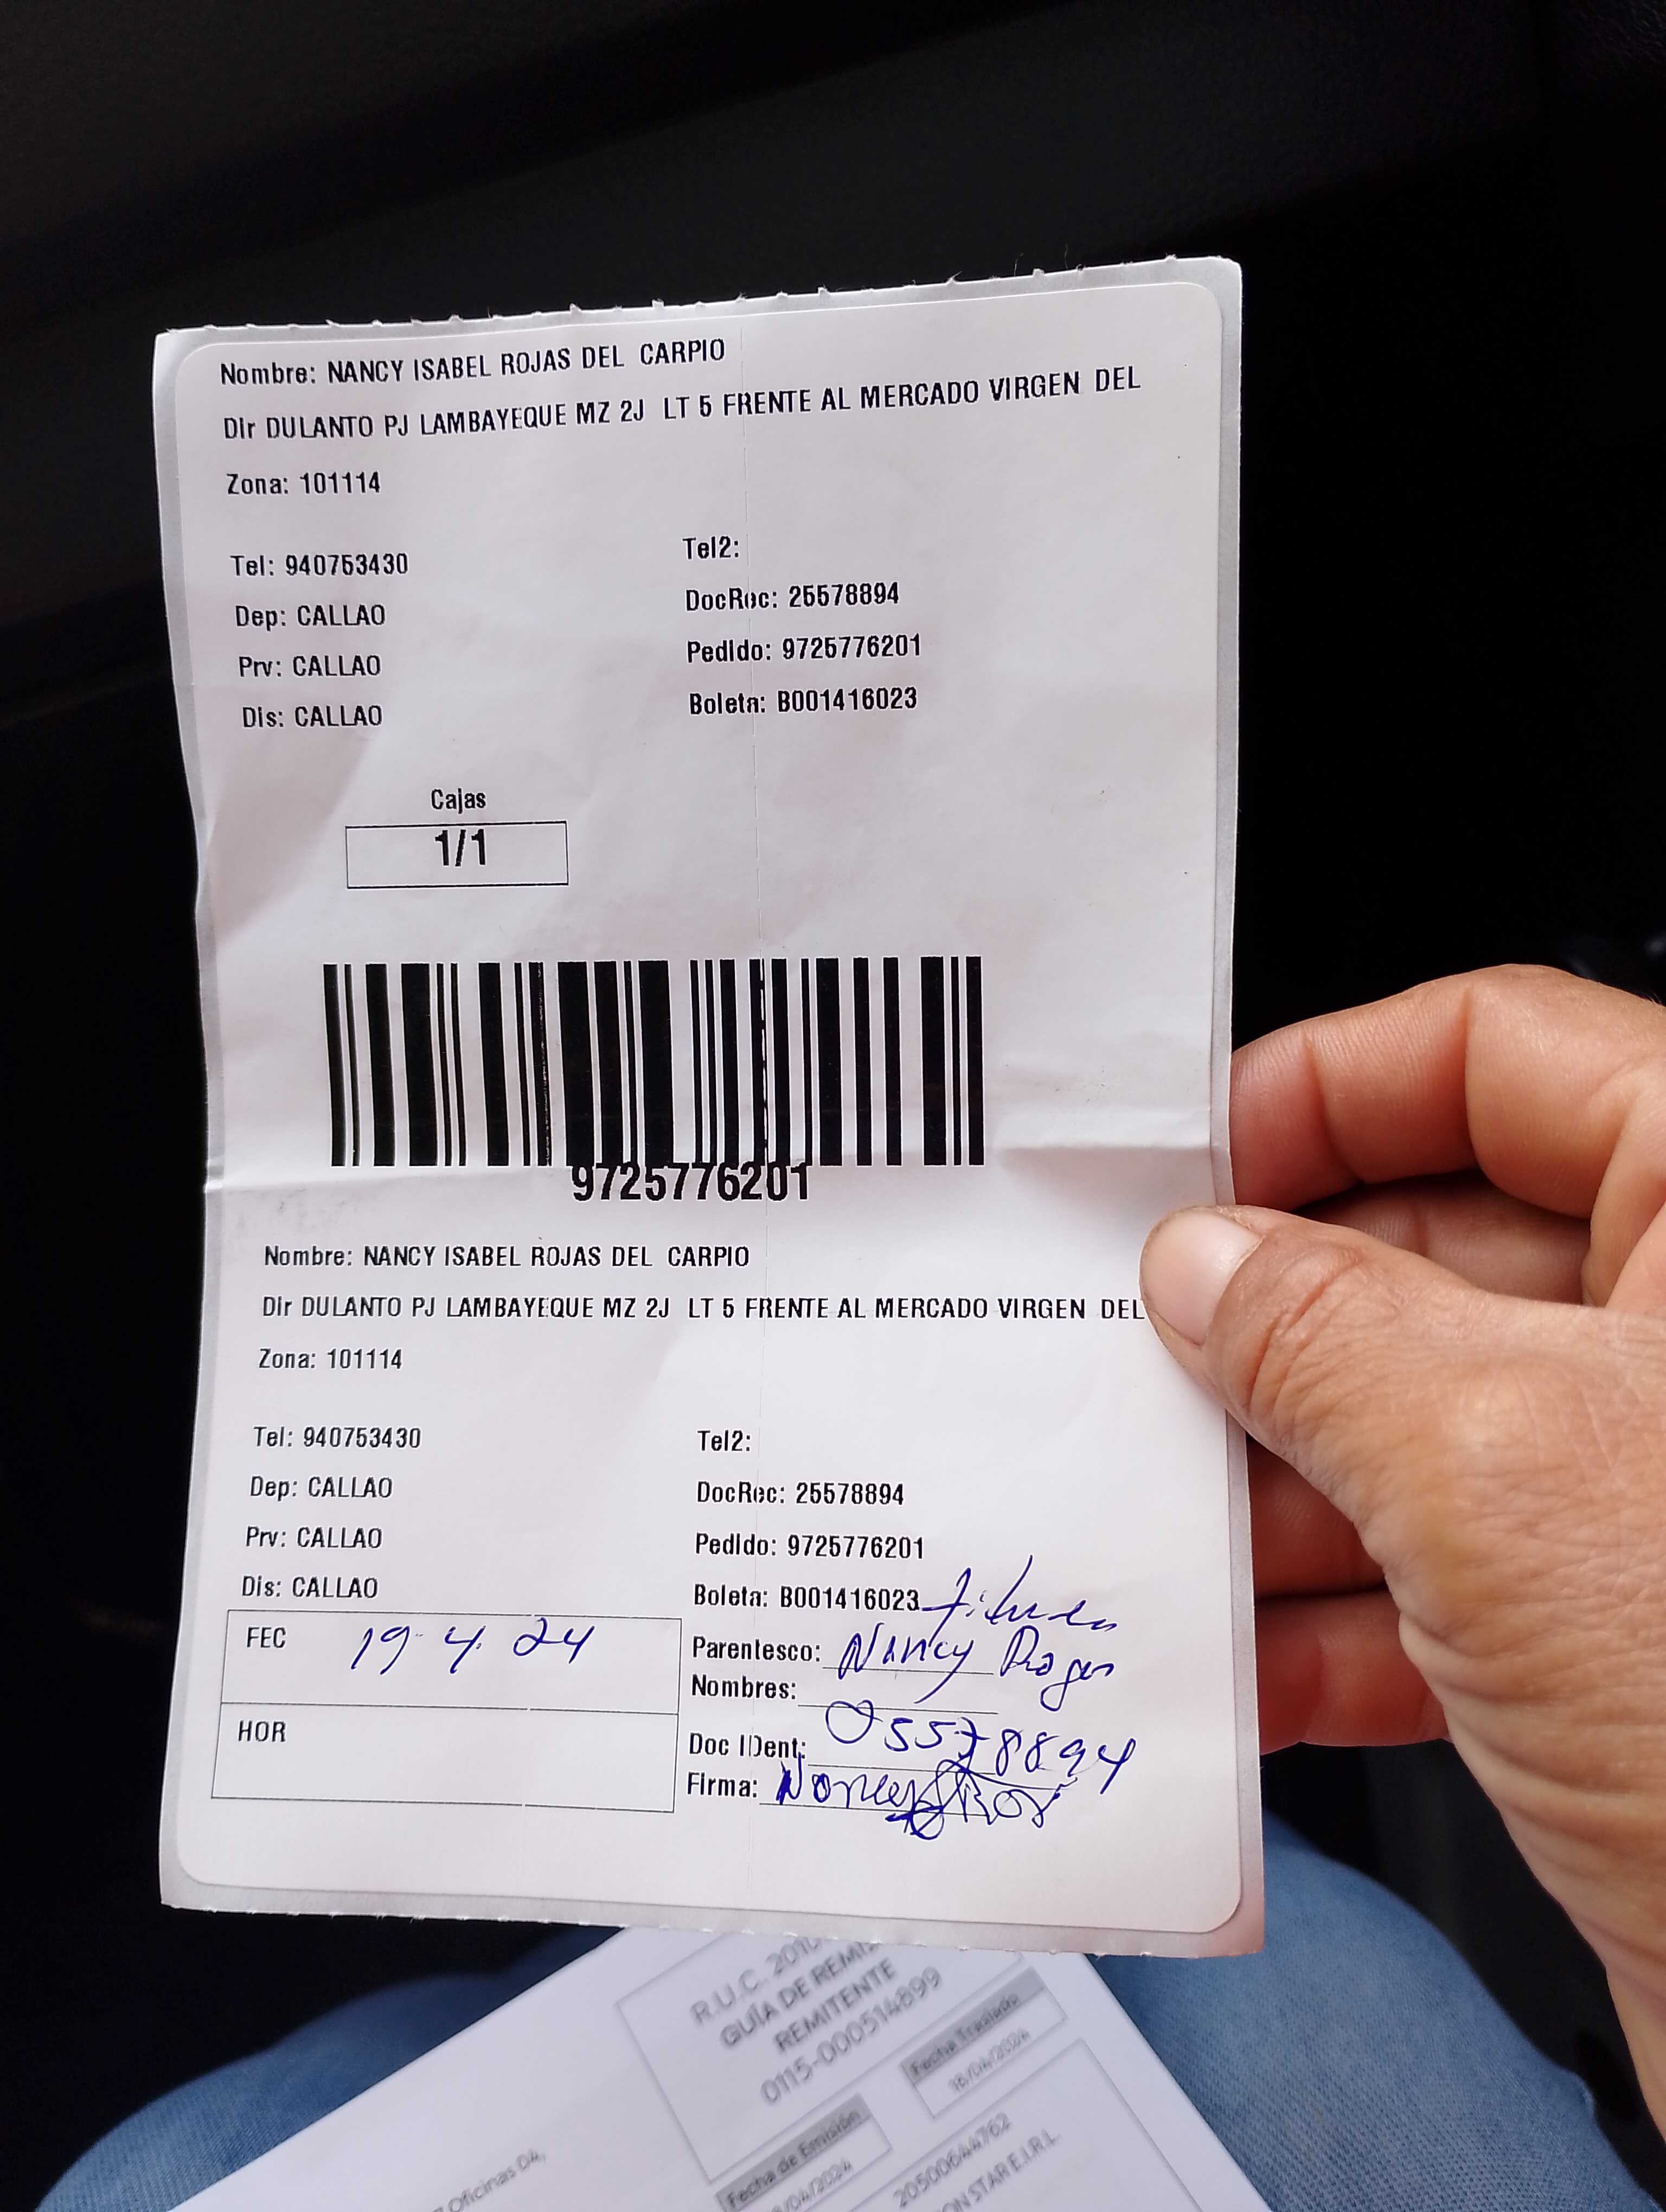 Nombre: NANCY ISABEL ROJAS DEL CARPIO
Dir DULANTO PJ LAMBAYEQUE MZ 2J LT 5 FRENTE AL MERCADO VIRGEN DEL
Zona: 101114
Tel: 940753430
Tel2:
Dep: CALLAO
DocRec: 25578894
Prv: CALLAO
Pedido: 9725776201
Dis: CALLAO
Boleta: B001416023
Cajas
1/1
9725776201
Nombre: NANCY ISABEL ROJAS DEL CARPIO
Dir DULANTO PJ LAMBAYEQUE MZ 2J LT 5 FRENTE AL MERCADO VIRGEN DEL
Zona: 101114
Tel: 940753430
Tel2:
Dep: CALLAO
DocRec: 25578894
Prv: CALLAO
Pedido: 9725776201
Dis: CALLAO
Boleta: B001416023
FEC 19 4. 24
Parentesco: Nancy Rojas
Nombres:
HOR
Doc IDent: 25578894
Firma:
R.U.C.
GUÍA DE
REMITENTE
0115-000514899
Fecha Traslado
18/04/2024
Fecha de Emisión
20500644762
E.I.R.L.
Oficinas 04,